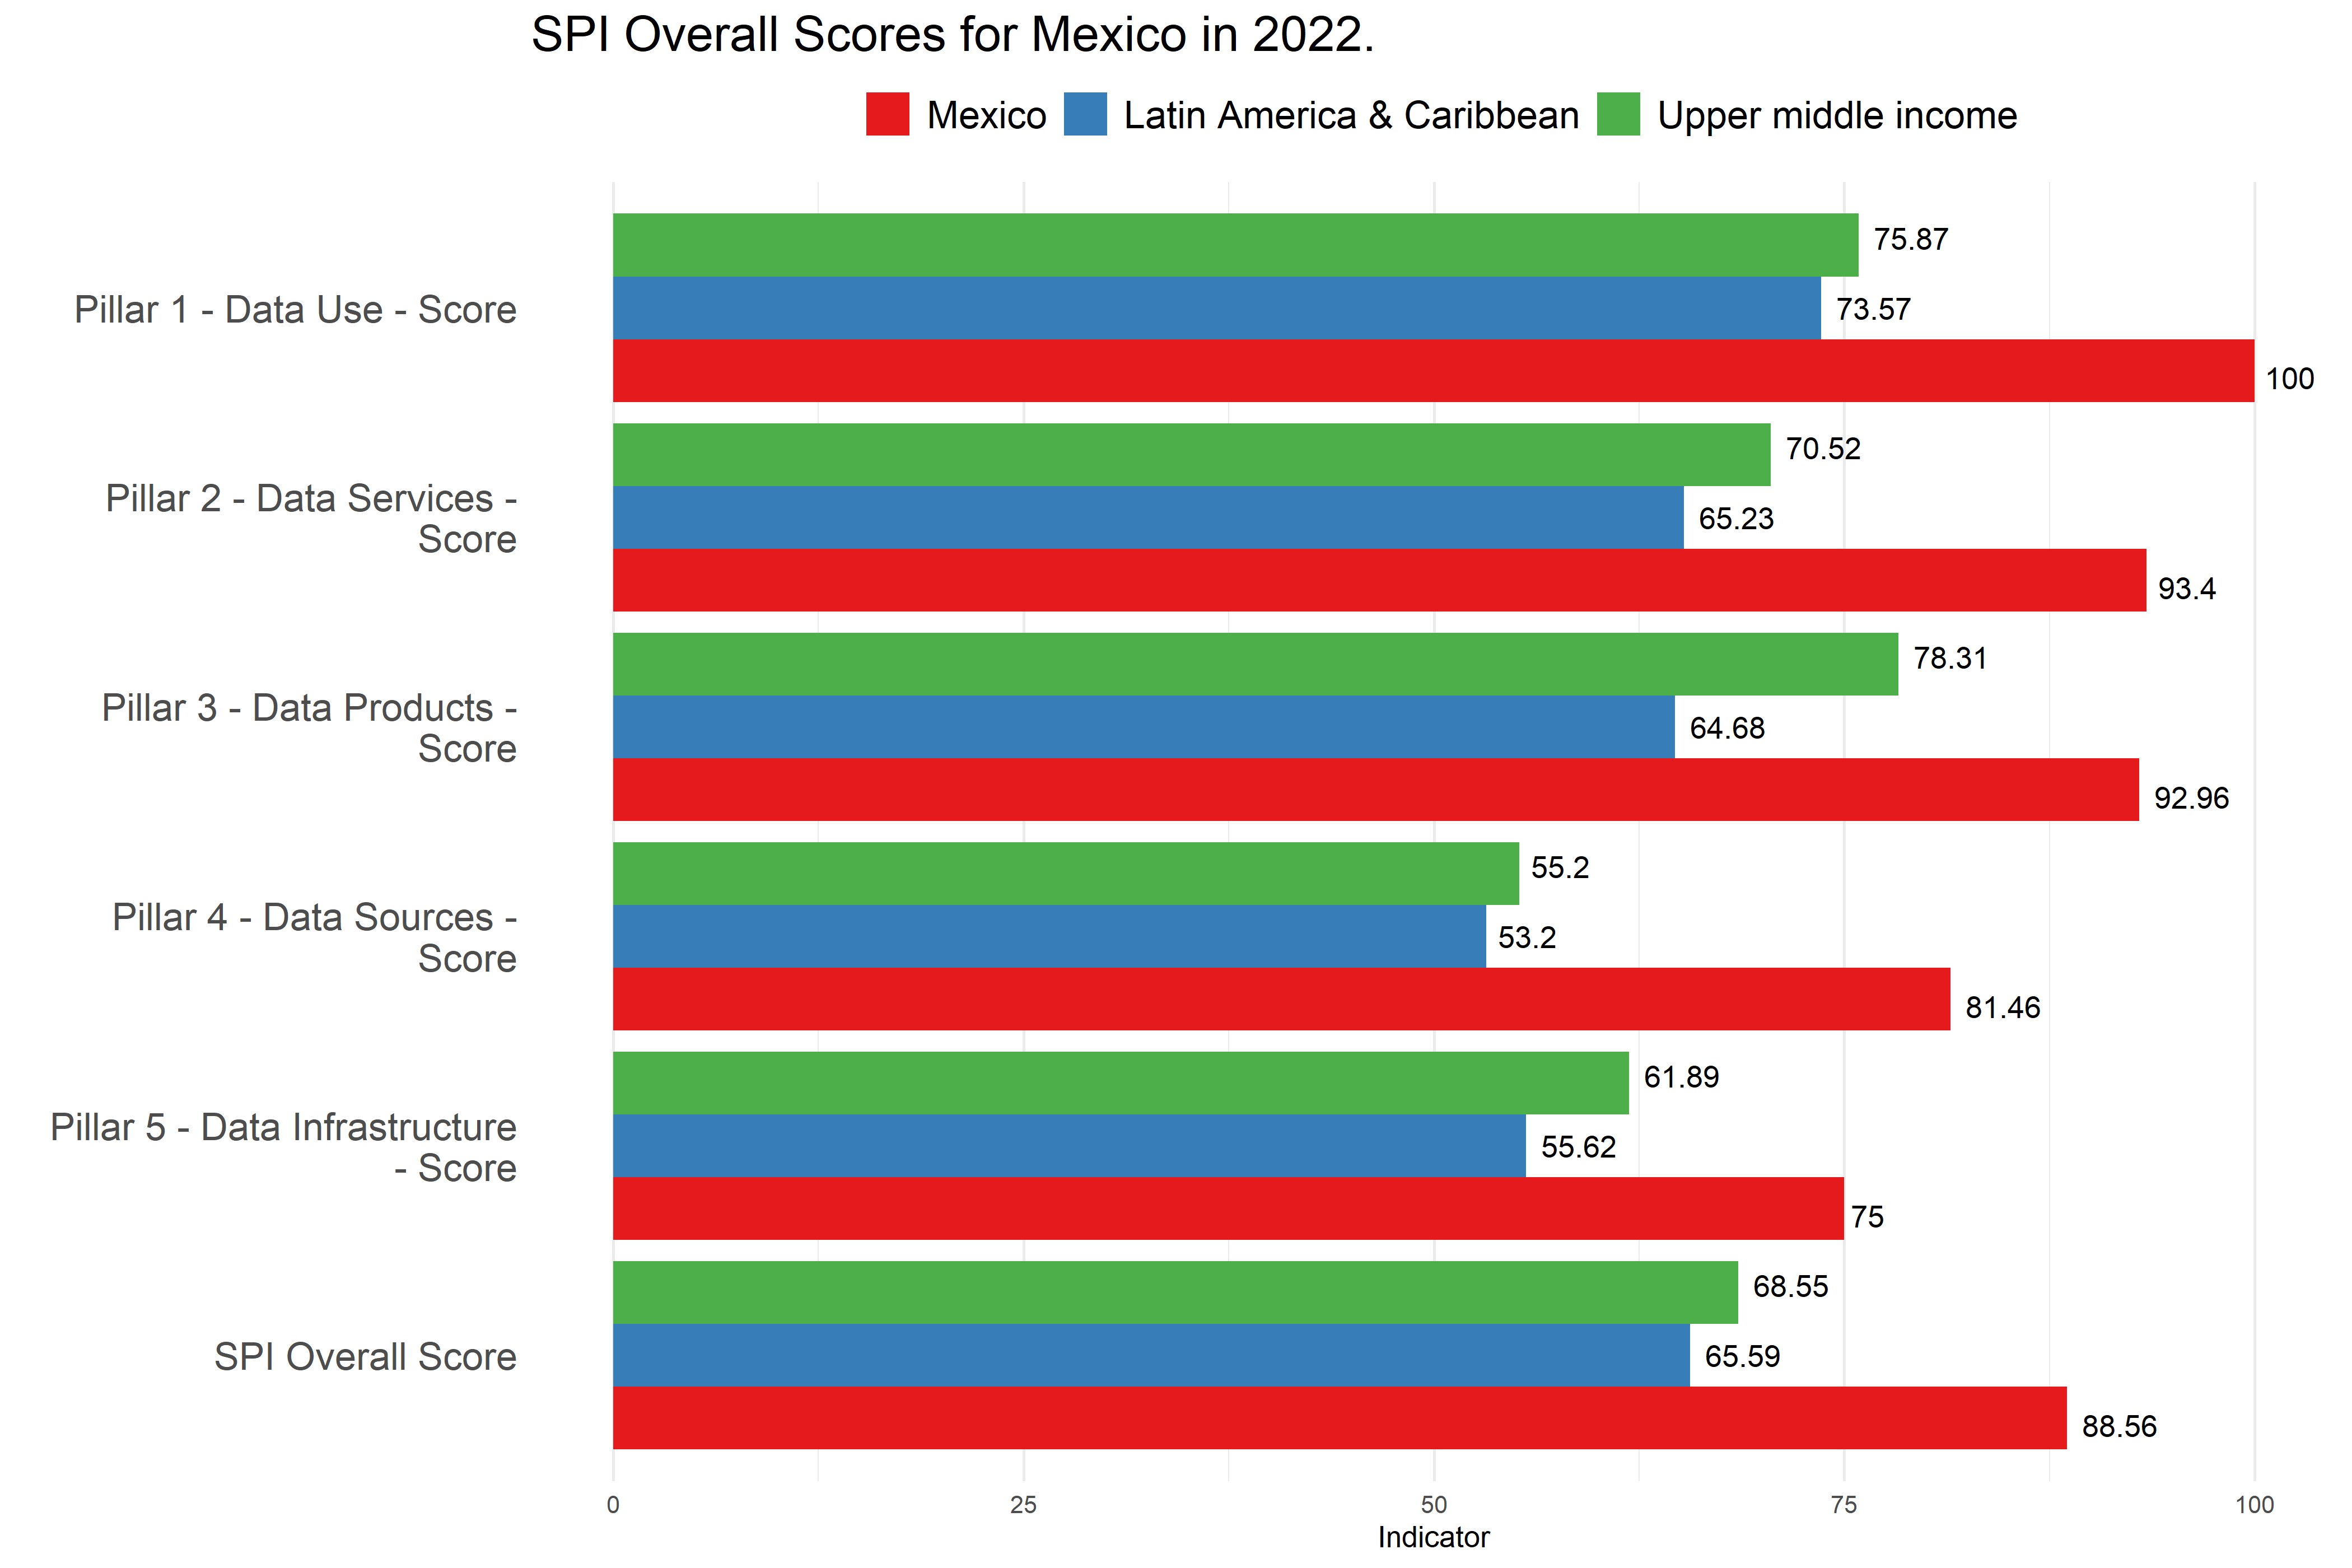 SPI Overall Scores for Mexico in 2022.
Mexico Latin America & Caribbean Upper middle income
75.87
Pillar 1 - Data Use - Score
73.57
100
70.52
Pillar 2 - Data Services -
Score
65.23
93.4
78.31
Pillar 3 - Data Products -
Score
64.68
92.96
55.2
Pillar 4 - Data Sources -
Score
53.2
81.46
61.89
Pillar 5 - Data Infrastructure
- Score
55.62
75
68.55
SPI Overall Score
65.59
88.56
0 25 50 75 100
Indicator